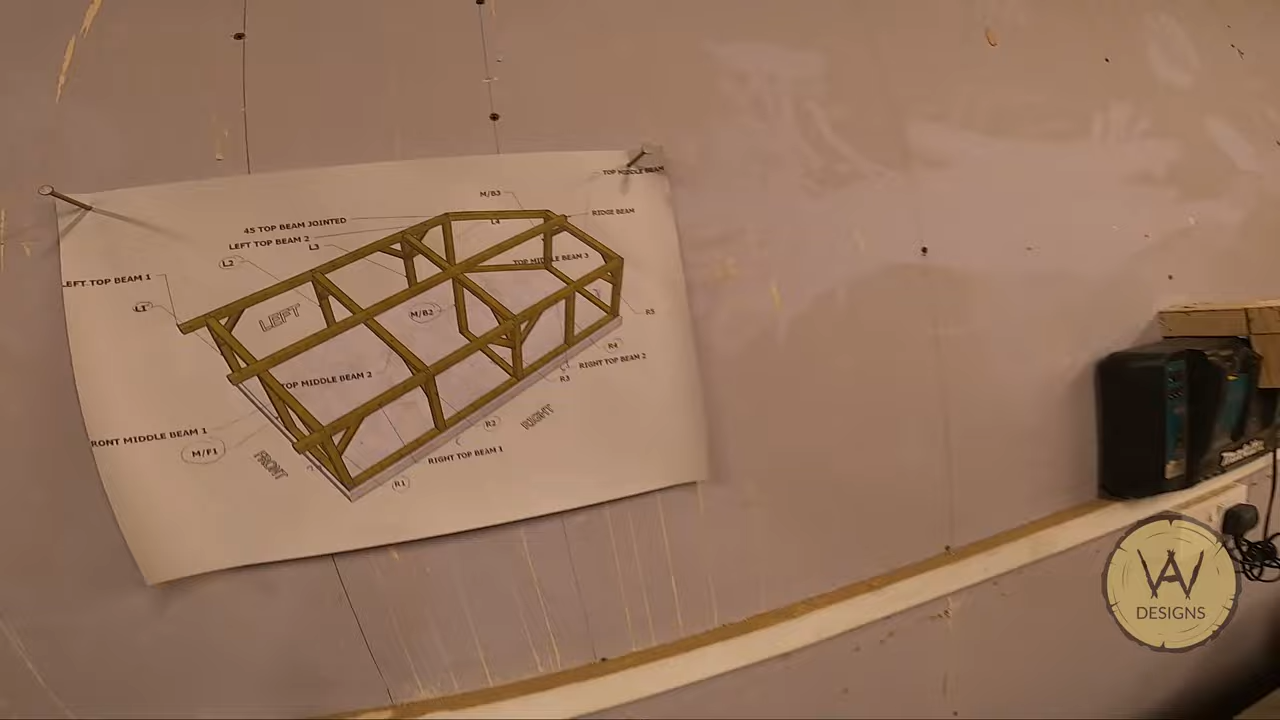 TOP MIDDLE BEAM
M/B3
RIDGE BEAM
45 TOP BEAM JOINTED
L4
LEFT TOP BEAM 2
L3
TOP MIDDLE BEAM 3
L2
LEFT TOP BEAM 1
L1
LEFT
M/B2
R5
R4
RIGHT TOP BEAM 2
TOP MIDDLE BEAM 2
R3
RIGHT
R2
RONT MIDDLE BEAM 1
M/F1
FRONT
RIGHT TOP BEAM 1
R1
WA
DESIGNS